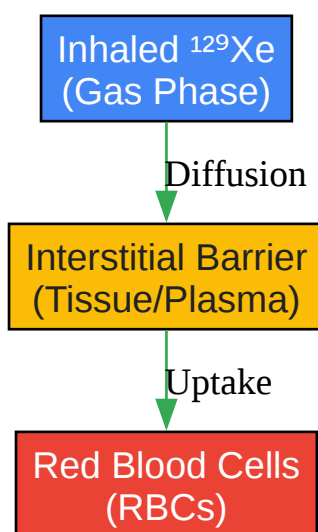 Inhaled ¹²⁹Xe
(Gas Phase)
Diffusion
Interstitial Barrier
(Tissue/Plasma)
Uptake
Red Blood Cells
(RBCs)